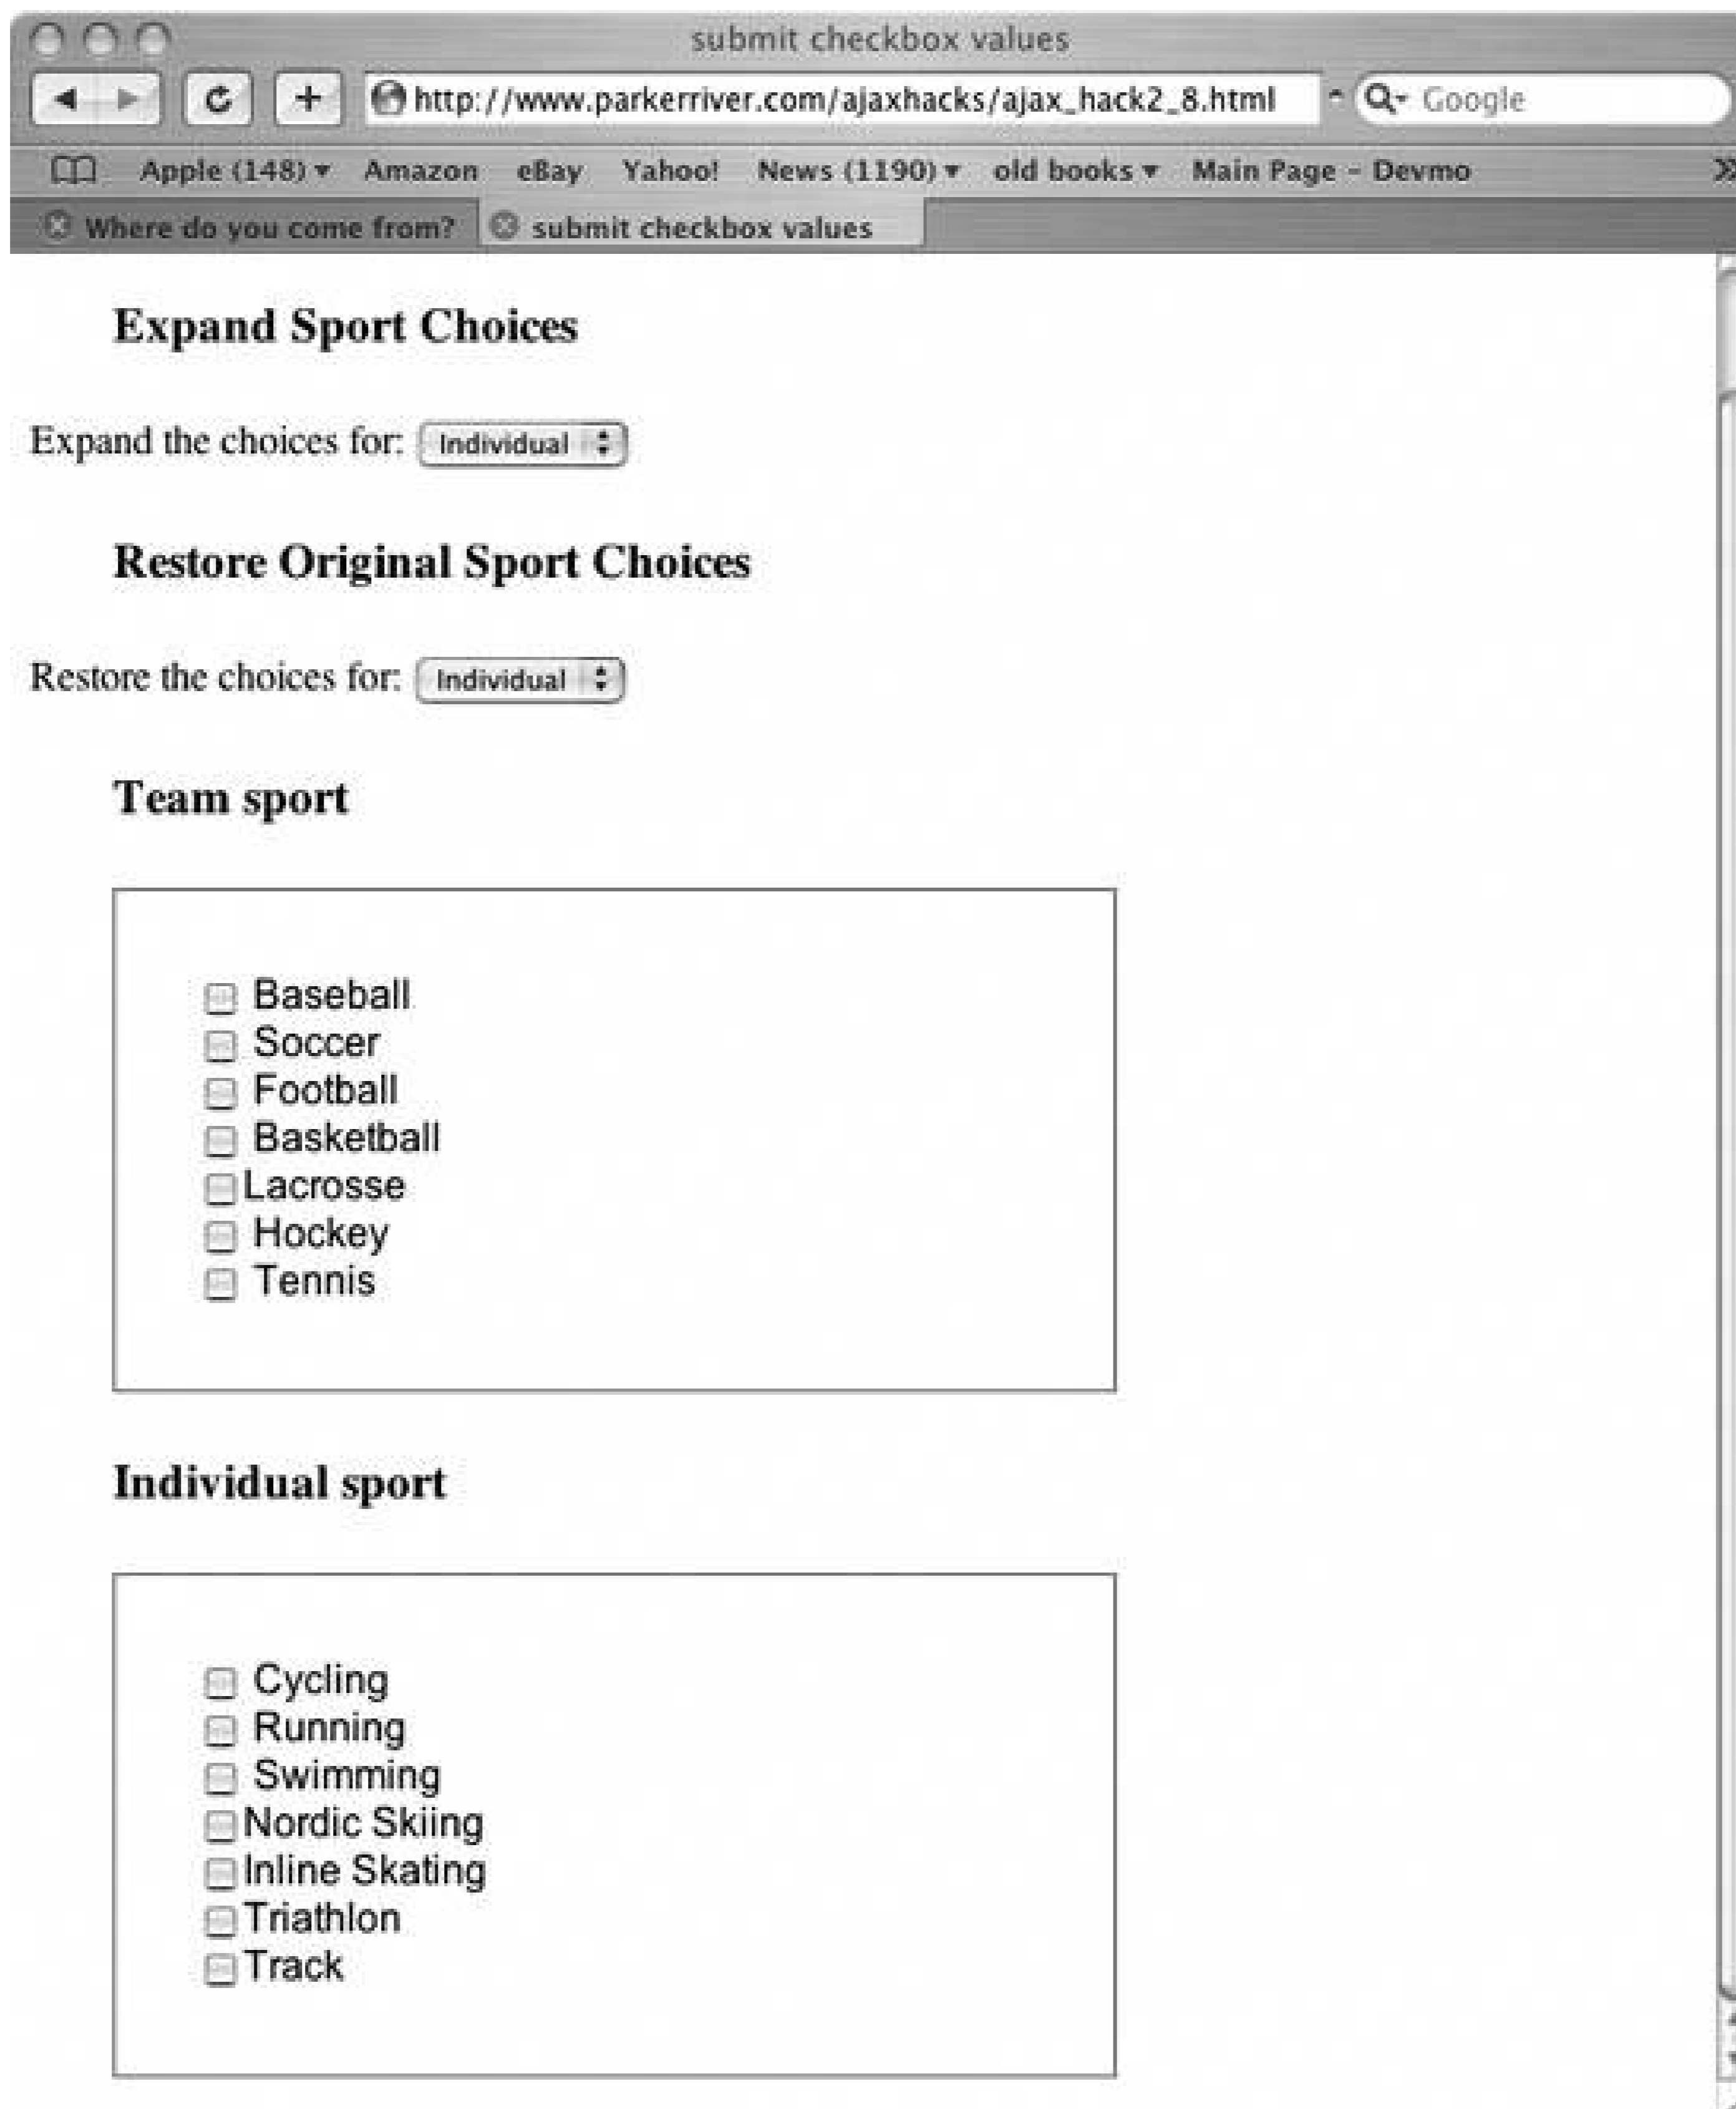 submit checkbox values
http://www.parkerriver.com/ajaxhacks/ajax_hack2_8.html Google
Apple (148) Amazon eBay Yahoo! News (1190) old books Main Page - Devmo
Where do you come from? submit checkbox values
Expand Sport Choices
Expand the choices for: Individual
Restore Original Sport Choices
Restore the choices for: Individual
Team sport
Baseball
Soccer
Football
Basketball
Lacrosse
Hockey
Tennis
Individual sport
Cycling
Running
Swimming
Nordic Skiing
Inline Skating
Triathlon
Track